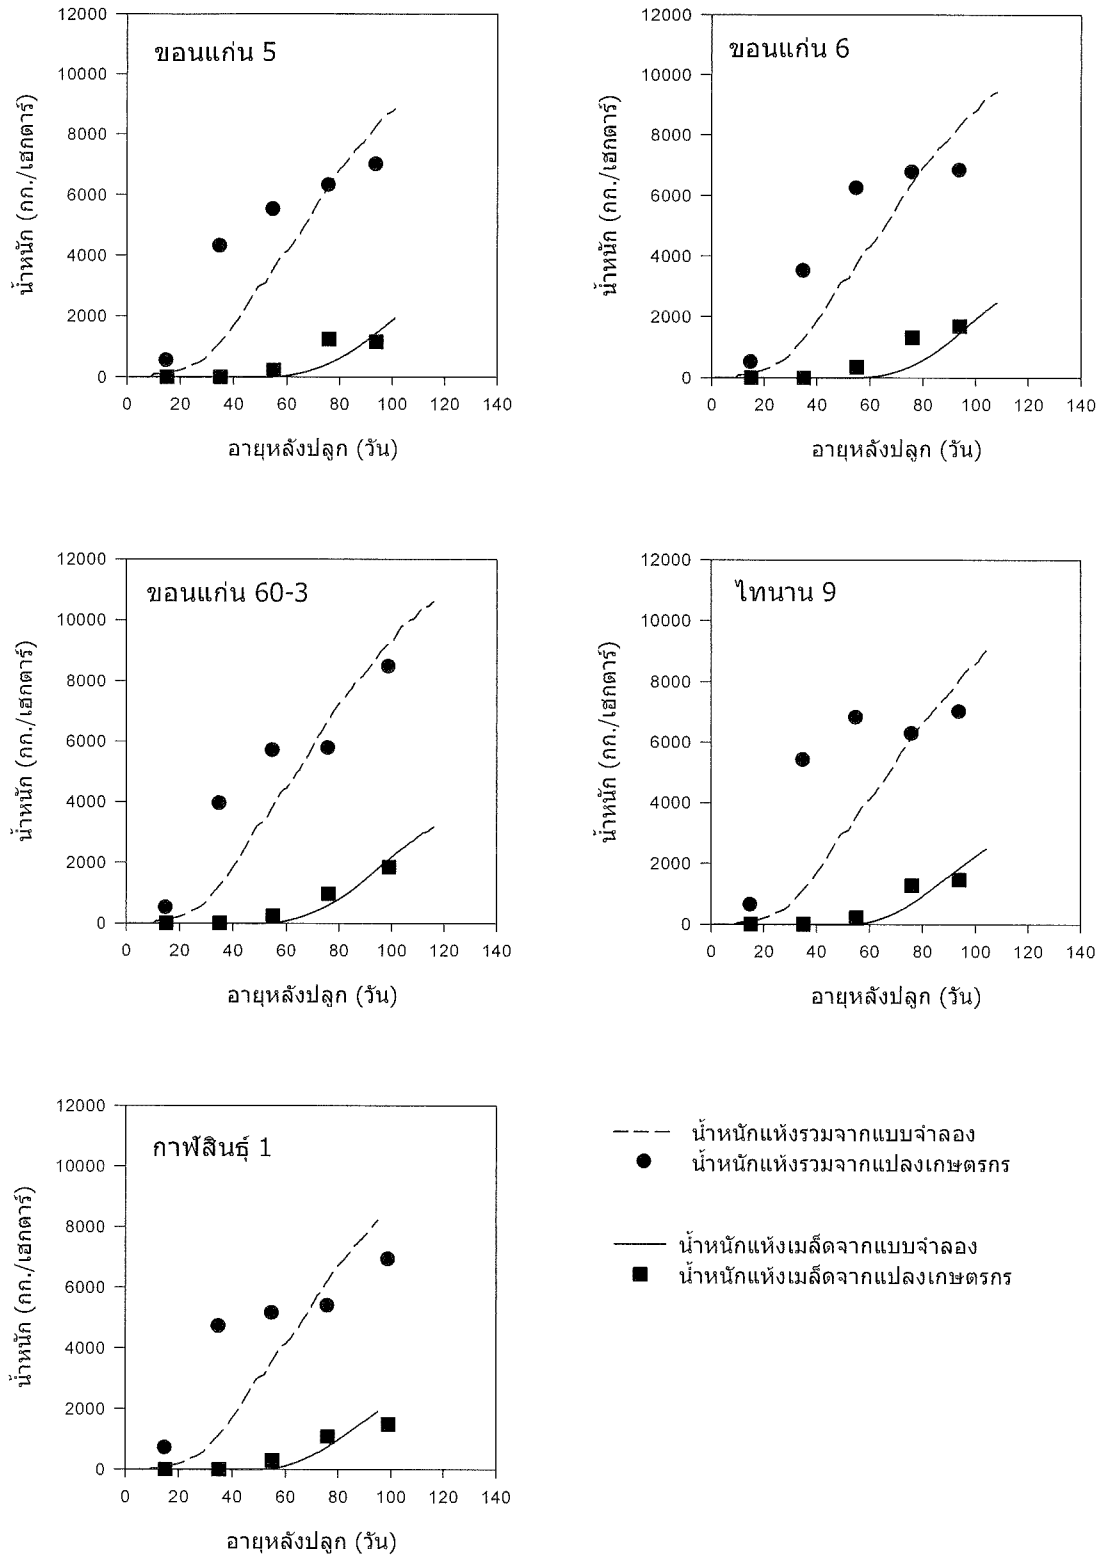 12000
10000
8000
6000
4000
2000
0
0 20 40 60 80 100 120 140
ขอนแก่น 5
น้ำหนัก (กก./เฮกตาร์)
อายุหลังปลูก (วัน)
12000
10000
8000
6000
4000
2000
0
0 20 40 60 80 100 120 140
ขอนแก่น 6
น้ำหนัก (กก./เฮกตาร์)
อายุหลังปลูก (วัน)
12000
10000
8000
6000
4000
2000
0
0 20 40 60 80 100 120 140
ขอนแก่น 60-3
น้ำหนัก (กก./เฮกตาร์)
อายุหลังปลูก (วัน)
12000
10000
8000
6000
4000
2000
0
0 20 40 60 80 100 120 140
ไทนาน 9
น้ำหนัก (กก./เฮกตาร์)
อายุหลังปลูก (วัน)
12000
10000
8000
6000
4000
2000
0
0 20 40 60 80 100 120 140
กาฬสินธุ์ 1
น้ำหนัก (กก./เฮกตาร์)
อายุหลังปลูก (วัน)
น้ำหนักแห้งรวมจากแบบจำลอง
น้ำหนักแห้งรวมจากแปลงเกษตรกร
น้ำหนักแห้งเมล็ดจากแบบจำลอง
น้ำหนักแห้งเมล็ดจากแปลงเกษตรกร